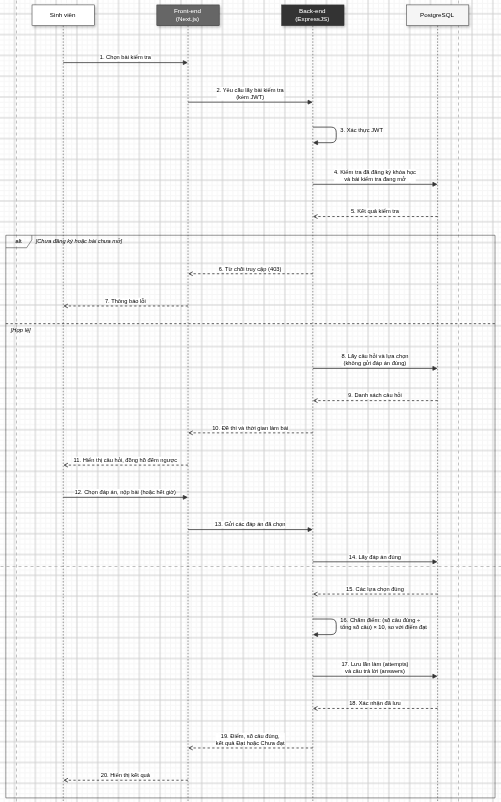 Sinh viên
Front-end
(Next.js)
Back-end
(ExpressJS)
PostgreSQL
1. Chọn bài kiểm tra
2. Yêu cầu lấy bài kiểm tra
(kèm JWT)
3. Xác thực JWT
4. Kiểm tra đã đăng ký khóa học
và bài kiểm tra đang mở
5. Kết quả kiểm tra
alt
[Chưa đăng ký hoặc bài chưa mở]
6. Từ chối truy cập (403)
7. Thông báo lỗi
[Hợp lệ]
8. Lấy câu hỏi và lựa chọn
(không gửi đáp án đúng)
9. Danh sách câu hỏi
10. Đề thi và thời gian làm bài
11. Hiển thị câu hỏi, đồng hồ đếm ngược
12. Chọn đáp án, nộp bài (hoặc hết giờ)
13. Gửi các đáp án đã chọn
14. Lấy đáp án đúng
15. Các lựa chọn đúng
16. Chấm điểm: (số câu đúng ÷
tổng số câu) × 10, so với điểm đạt
17. Lưu lần làm (attempts)
và câu trả lời (answers)
18. Xác nhận đã lưu
19. Điểm, số câu đúng,
kết quả Đạt hoặc Chưa đạt
20. Hiển thị kết quả